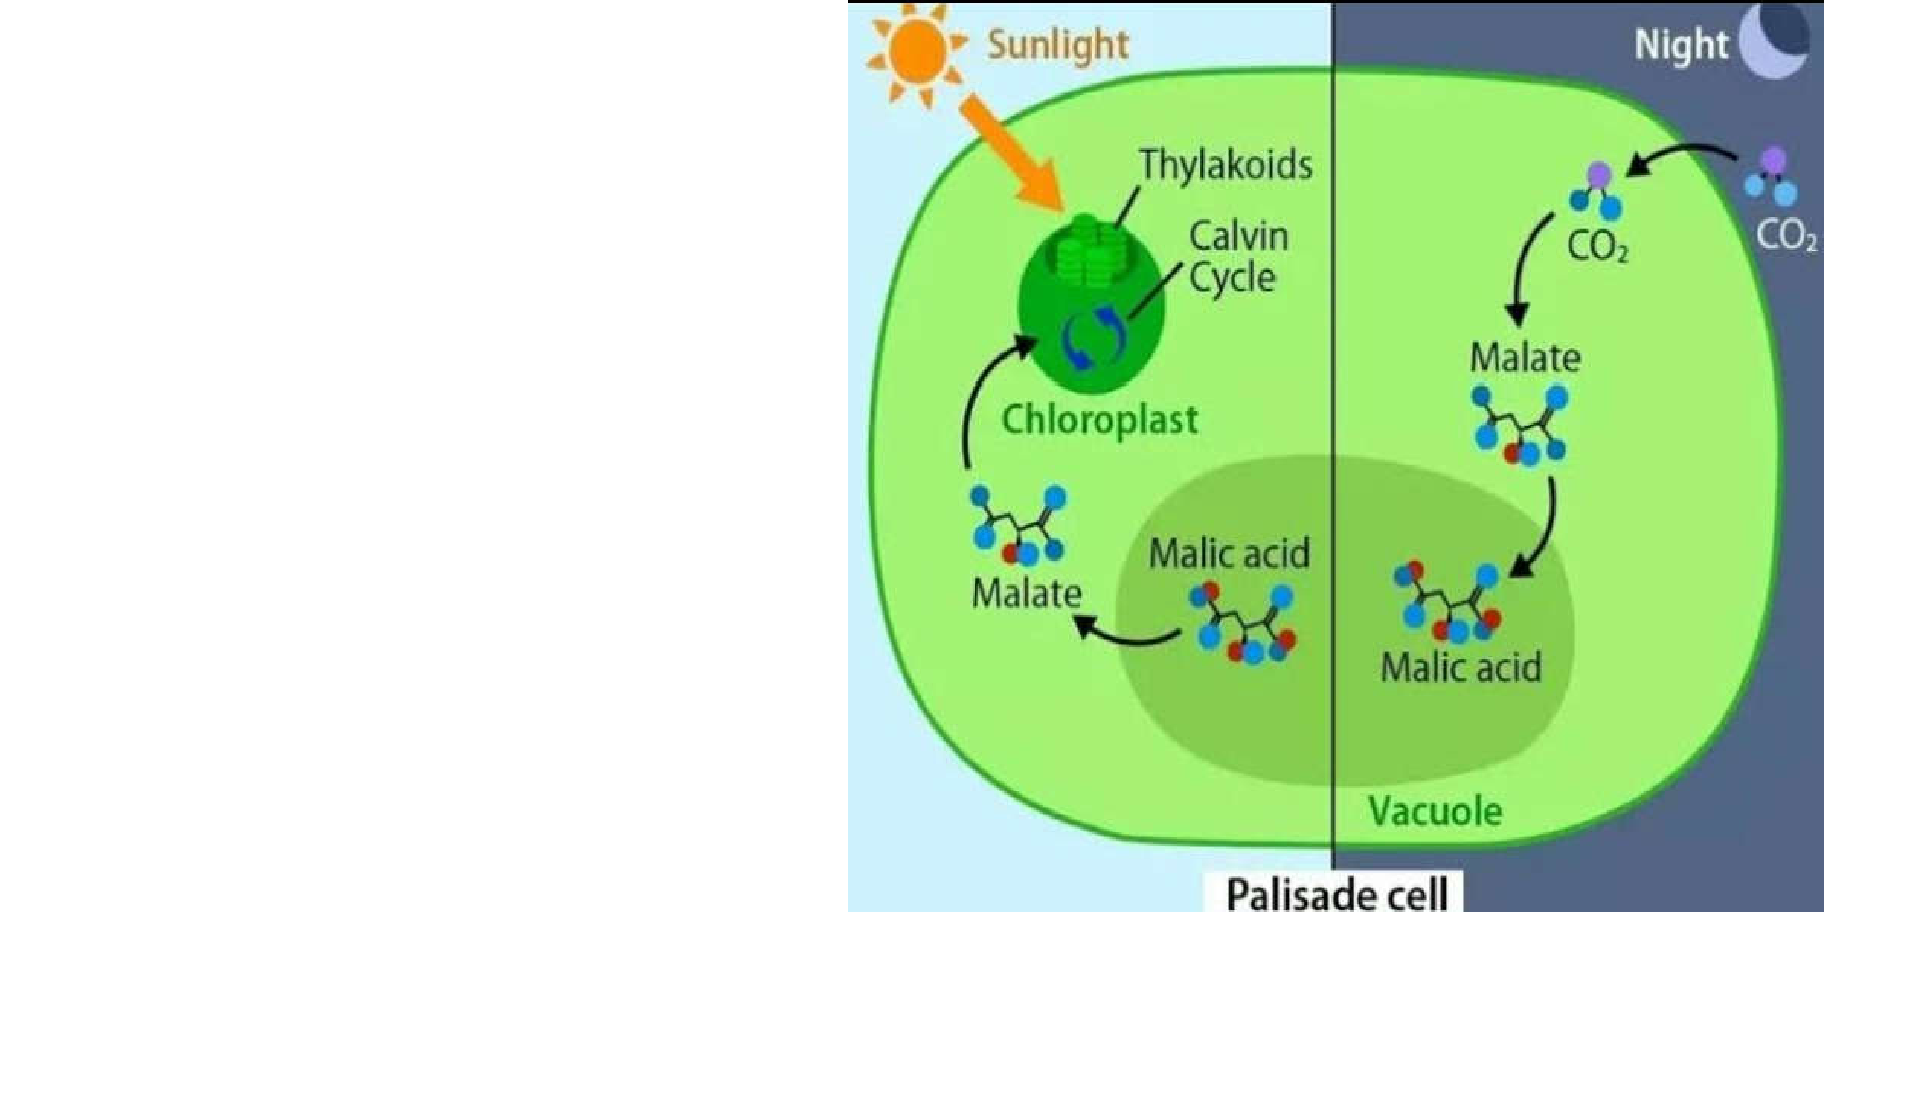 Sunlight
Night
Thylakoids
Calvin
Cycle
CO₂
CO₂
Malate
Chloroplast
Malic acid
Malate
Malic acid
Vacuole
Palisade cell